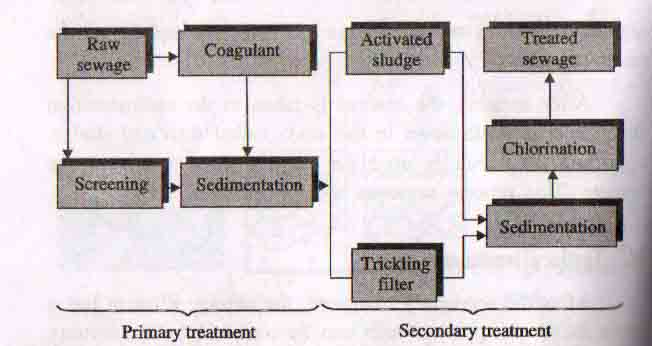 Raw
sewage
Coagulant
Activated
sludge
Treated
sewage
Chlorination
Screening
Sedimentation
Sedimentation
Trickling
filter
Primary treatment
Secondary treatment